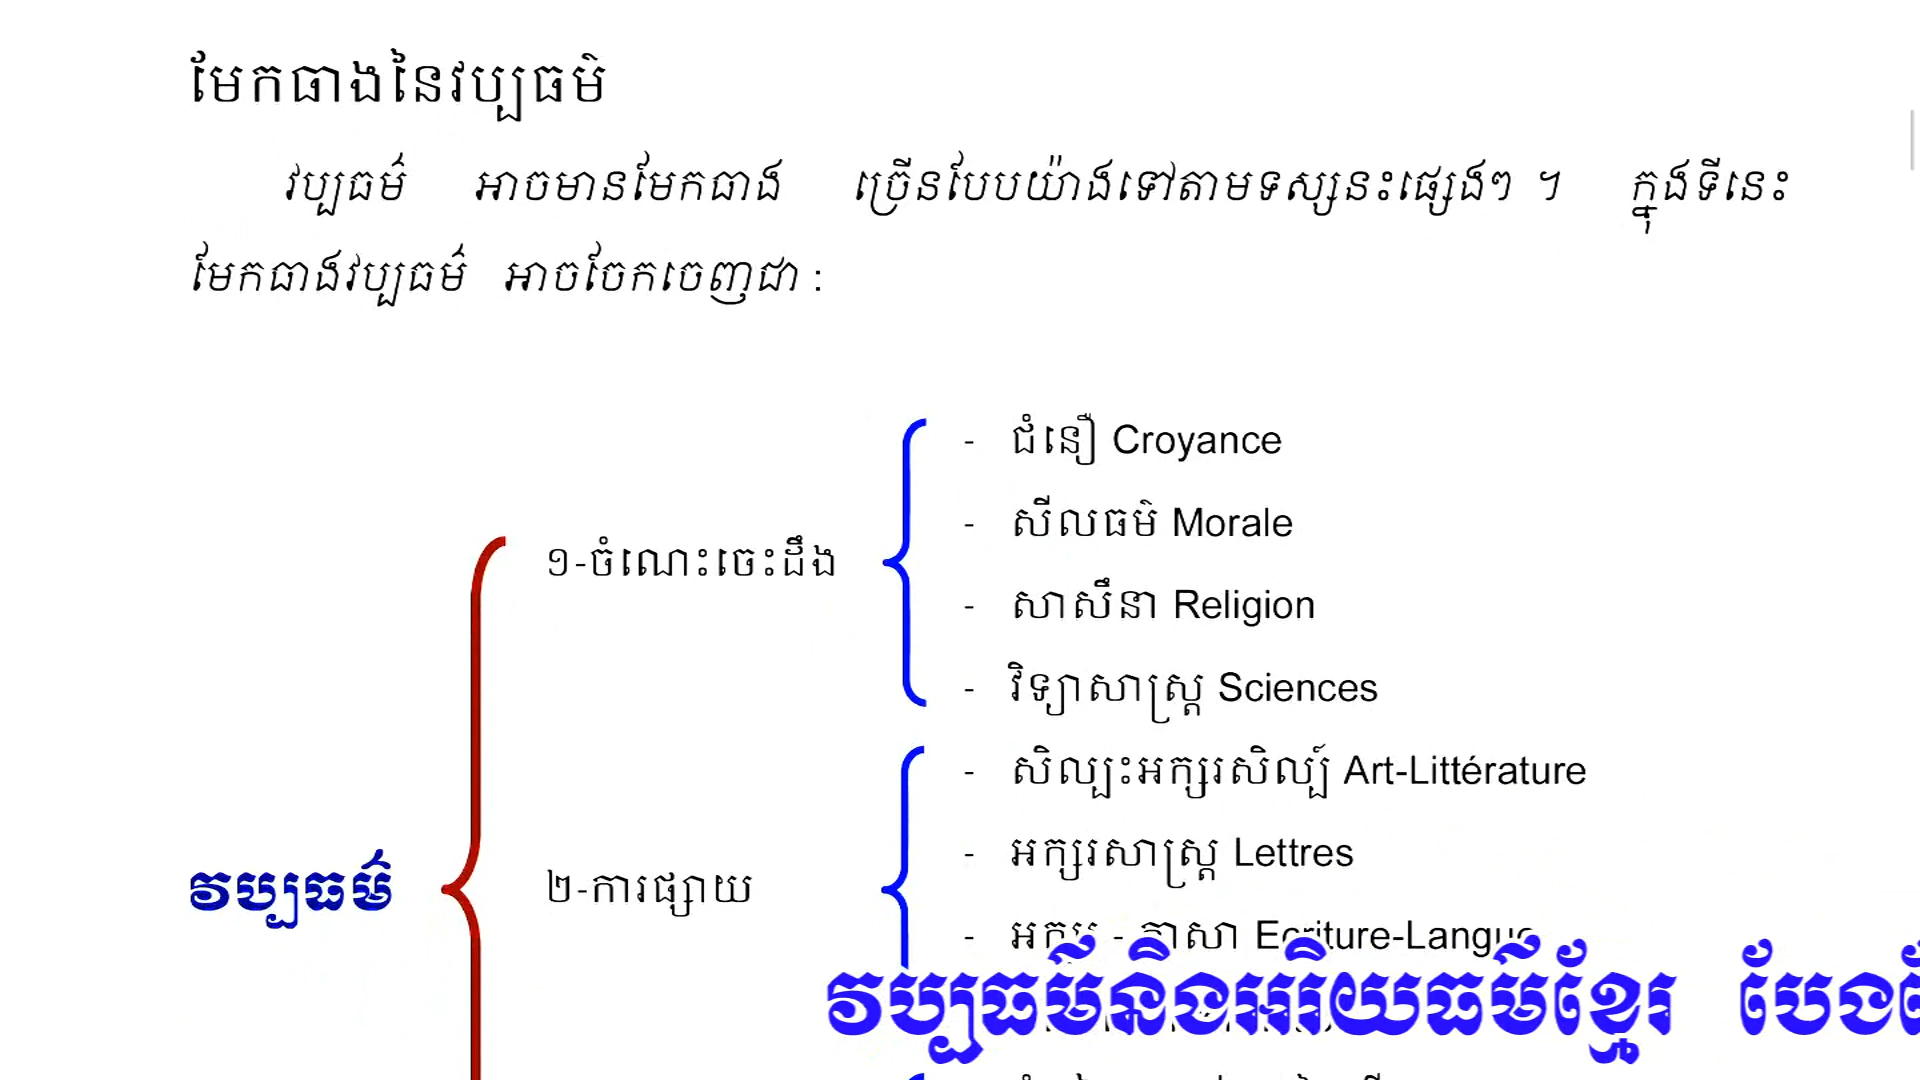 មែកធាងនៃវប្បធម៌
វប្បធម៌ អាចមានមែកធាង ច្រើនបែបយ៉ាងទៅតាមទស្សនះផ្សេងៗ ។ ក្នុងទីនេះ
មែកធាងវប្បធម៌ អាចចែកចេញជា :
- ជំនឿ Croyance
- សីលធម៌ Morale
១-ចំណេះចេះដឹង
- សាសឹនា Religion
- វិទ្យាសាស្ត្រ Sciences
- សិល្បះអក្សរសិល្ប៍ Art-Littérature
- អក្សរសាស្ត្រ Lettres
វប្បធម៌
២-ការផ្សាយ
- - ភាសា Ecriture-Langue
វប្បធម៌និងអរិយធម៌ខ្មែរ